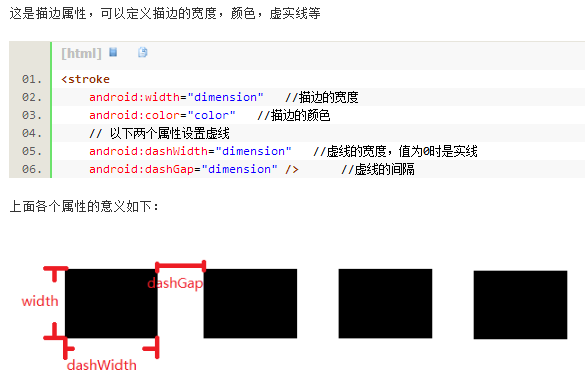 这是描边属性，可以定义描边的宽度，颜色，虚实线等
[html]
01. <stroke
02. android:width="dimension" //描边的宽度
03. android:color="color" //描边的颜色
04. // 以下两个属性设置虚线
05. android:dashWidth="dimension" //虚线的宽度，值为0时是实线
06. android:dashGap="dimension" /> //虚线的间隔
上面各个属性的意义如下：
dashGap
width
dashWidth